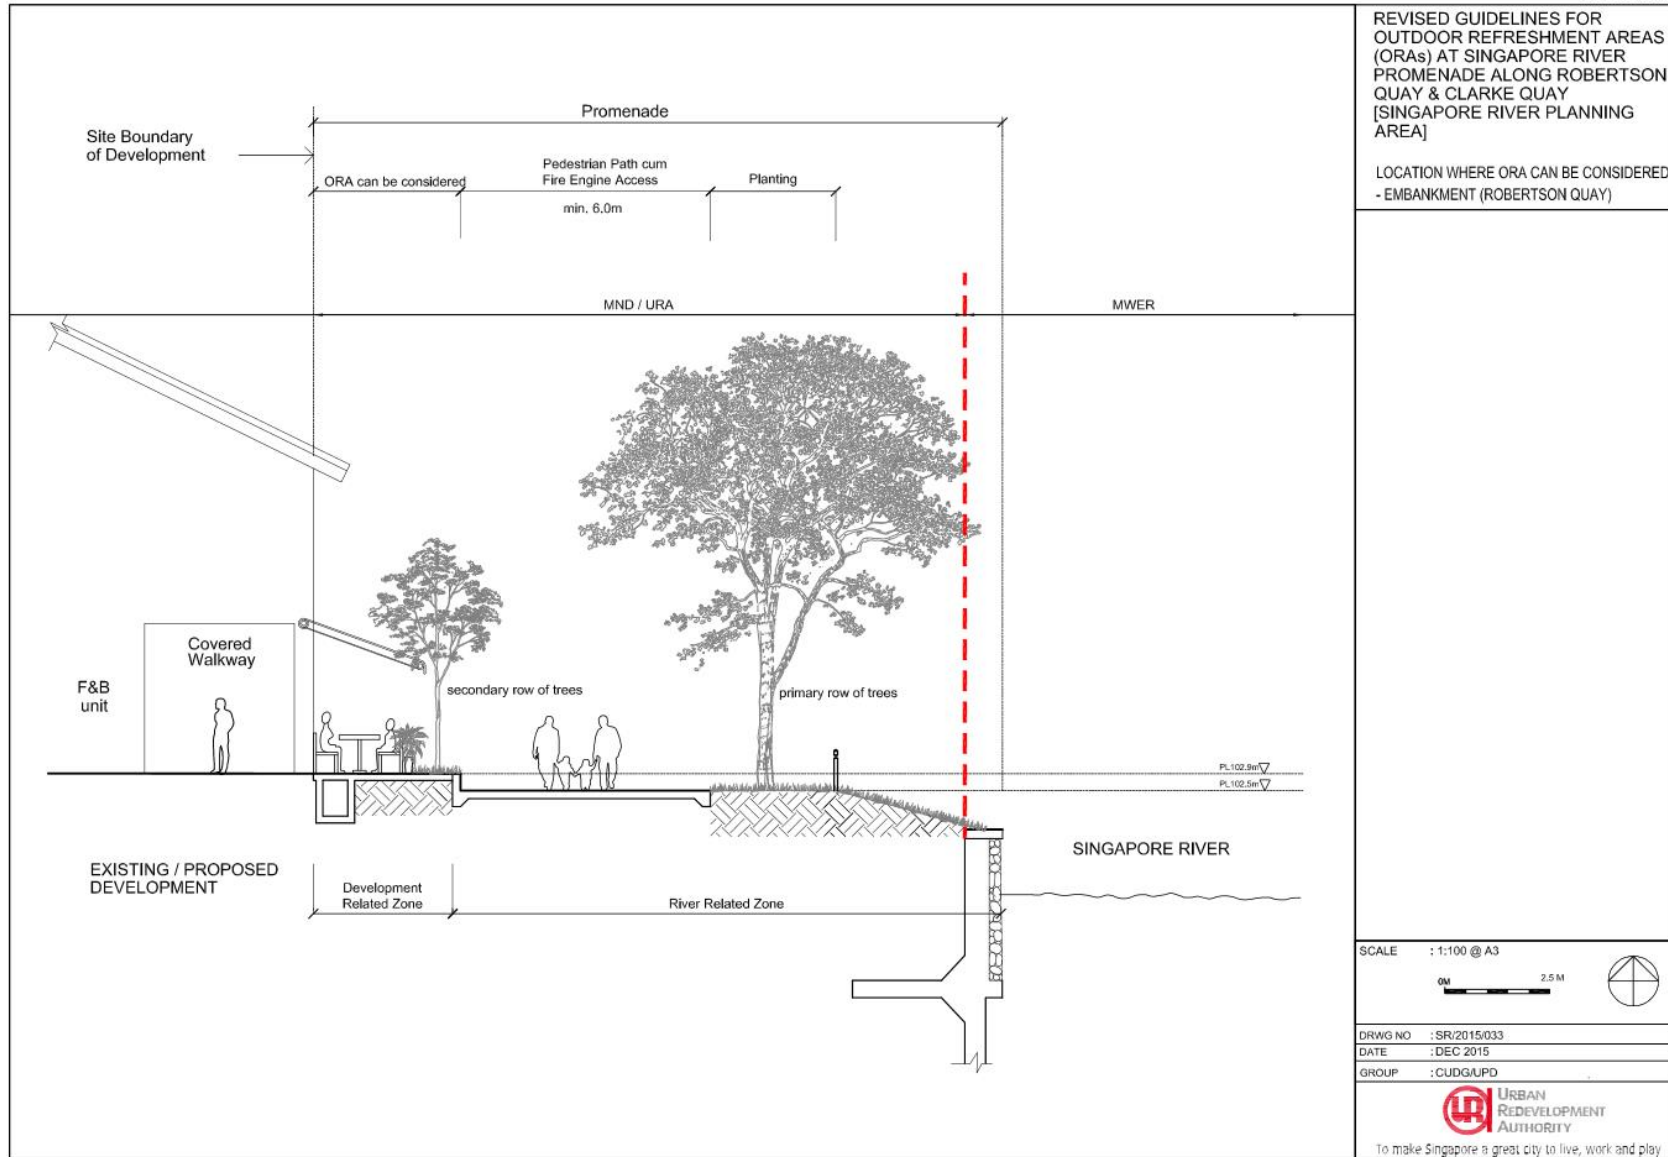 REVISED GUIDELINES FOR
OUTDOOR REFRESHMENT AREAS
(ORAs) AT SINGAPORE RIVER
PROMENADE ALONG ROBERTSON
QUAY & CLARKE QUAY
[SINGAPORE RIVER PLANNING
AREA]
LOCATION WHERE ORA CAN BE CONSIDERED
- EMBANKMENT (ROBERTSON QUAY)
Promenade
Site Boundary
of Development
ORA can be considered
Pedestrian Path cum
Fire Engine Access
min. 6.0m
Planting
MND / URA
MWER
Covered
Walkway
F&B
unit
secondary row of trees
primary row of trees
PL102.9m
PL102.5m
SINGAPORE RIVER
EXISTING / PROPOSED
DEVELOPMENT
Development
Related Zone
River Related Zone
SCALE : 1:100 @ A3
0M 2.5 M
DRWG NO : SR/2015/033
DATE : DEC 2015
GROUP : CUDG/UPD
URBAN
REDEVELOPMENT
AUTHORITY
To make Singapore a great city to live, work and play